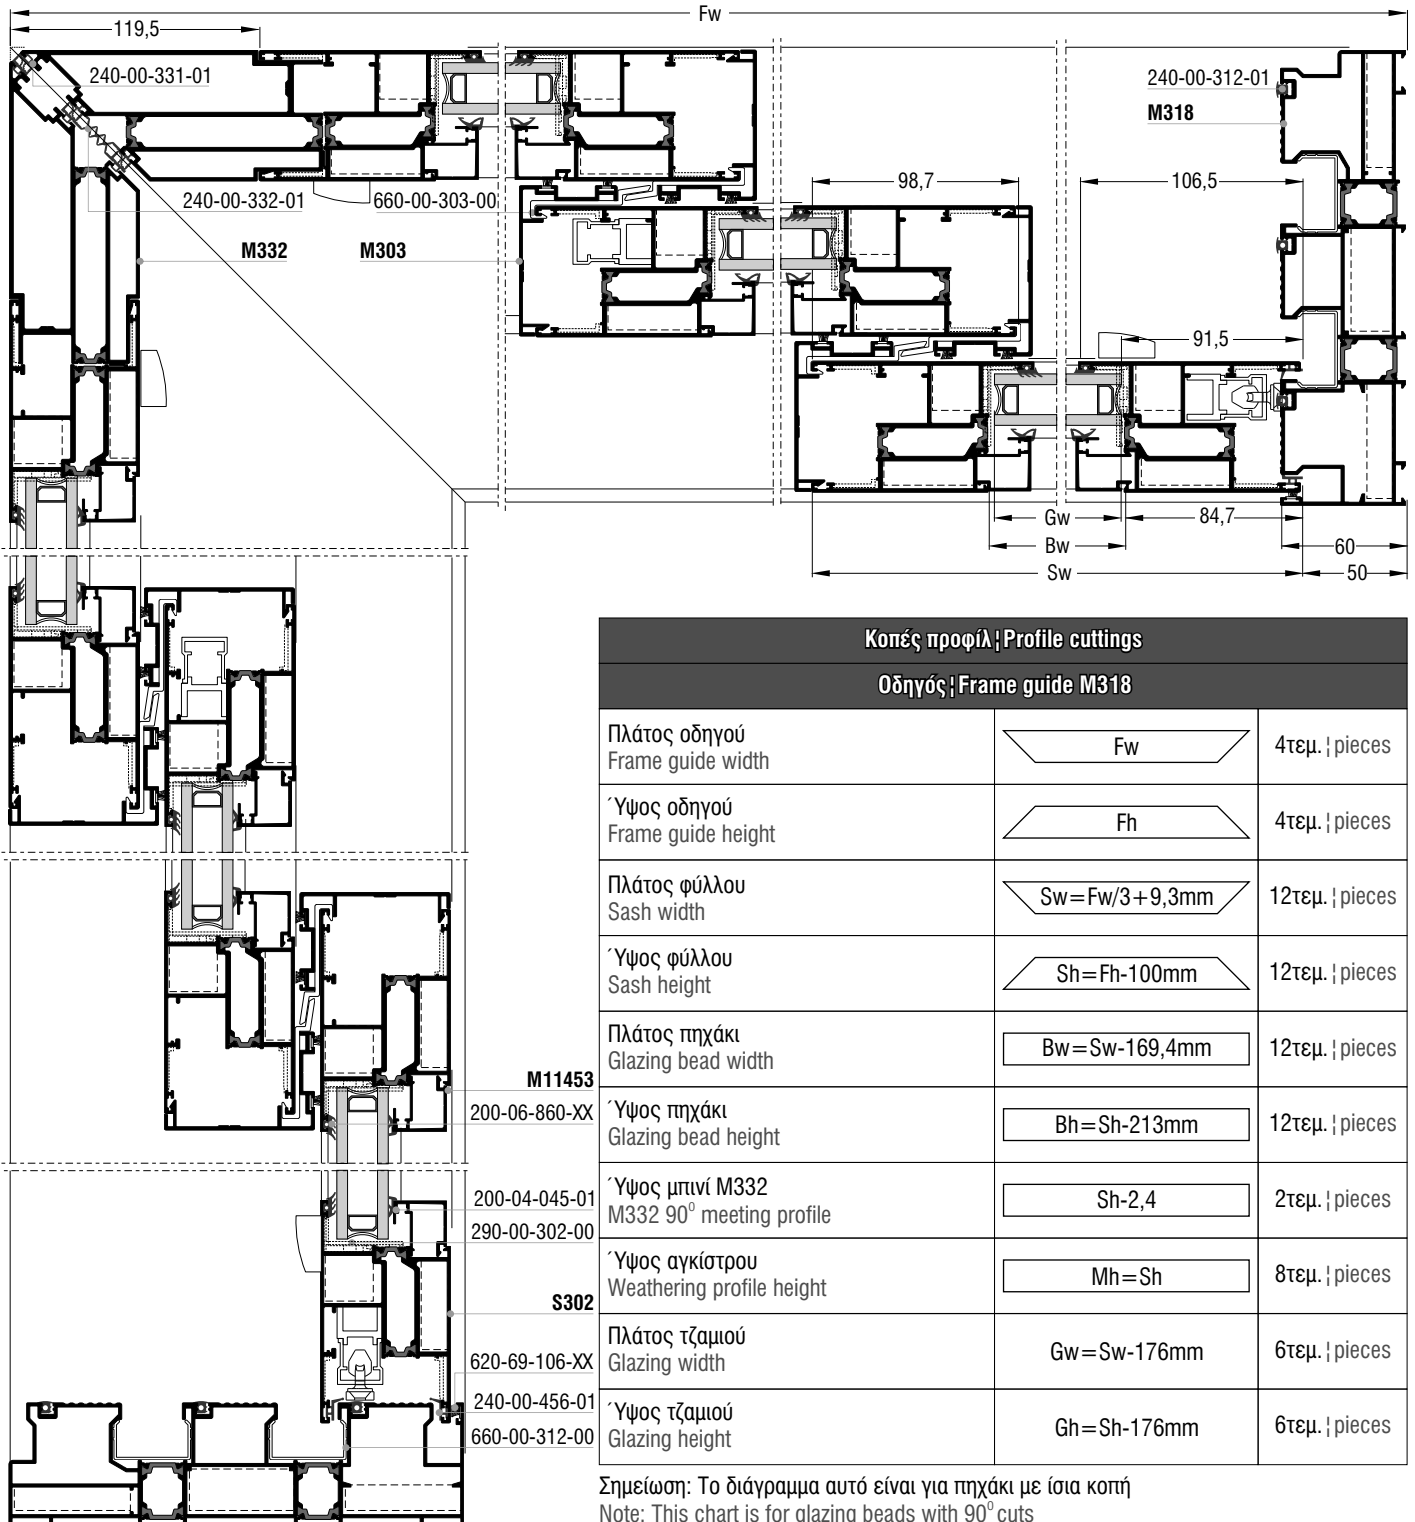 Fw
119,5
240-00-331-01
240-00-312-01
M318
98,7
106,5
240-00-332-01
660-00-303-00
M332
M303
91,5
Gw
84,7
Bw
60
Sw
50
Κοπές προφίλ¦Profile cuttings
Οδηγός¦Frame guide M318
Πλάτος οδηγού
Frame guide width
Fw
4τεμ.¦pieces
Ύψος οδηγού
Frame guide height
Fh
4τεμ.¦pieces
Πλάτος φύλλου
Sash width
Sw=Fw/3+9,3mm
12τεμ.¦pieces
Ύψος φύλλου
Sash height
Sh=Fh-100mm
12τεμ.¦pieces
Πλάτος πηχάκι
Glazing bead width
Bw=Sw-169,4mm
12τεμ.¦pieces
Ύψος πηχάκι
Glazing bead height
Bh=Sh-213mm
12τεμ.¦pieces
Ύψος μπινί M332
M332 90⁰ meeting profile
Sh-2,4
2τεμ.¦pieces
Ύψος αγκίστρου
Weathering profile height
Mh=Sh
8τεμ.¦pieces
Πλάτος τζαμιού
Glazing width
Gw=Sw-176mm
6τεμ.¦pieces
Ύψος τζαμιού
Glazing height
Gh=Sh-176mm
6τεμ.¦pieces
M11453
200-06-860-XX
200-04-045-01
290-00-302-00
S302
620-69-106-XX
240-00-456-01
660-00-312-00
Σημείωση: Το διάγραμμα αυτό είναι για πηχάκι με ίσια κοπή
Note: This chart is for glazing beads with 90⁰ cuts